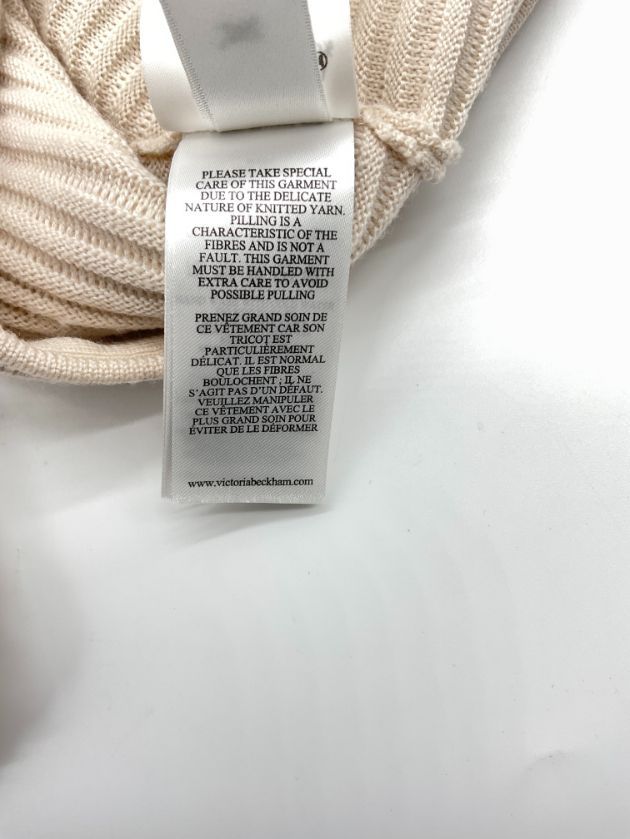 PLEASE TAKE SPECIAL
CARE OF THIS GARMENT
DUE TO THE DELICATE
NATURE OF KNITTED YARN.
PILLING IS A
CHARACTERISTIC OF THE
FIBRES AND IS NOT A
FAULT. THIS GARMENT
MUST BE HANDLED WITH
EXTRA CARE TO AVOID
POSSIBLE PULLING
PRENEZ GRAND SOIN DE
CE VÊTEMENT CAR SON
TRICOT EST
PARTICULIÈREMENT
DÉLICAT. IL EST NORMAL
QUE LES FIBRES
BOULOCHENT ; IL NE
S'AGIT PAS D'UN DÉFAUT.
VEUILLEZ MANIPULER
CE VÊTEMENT AVEC LE
PLUS GRAND SOIN POUR
ÉVITER DE LE DÉFORMER
www.victoriabeckham.com